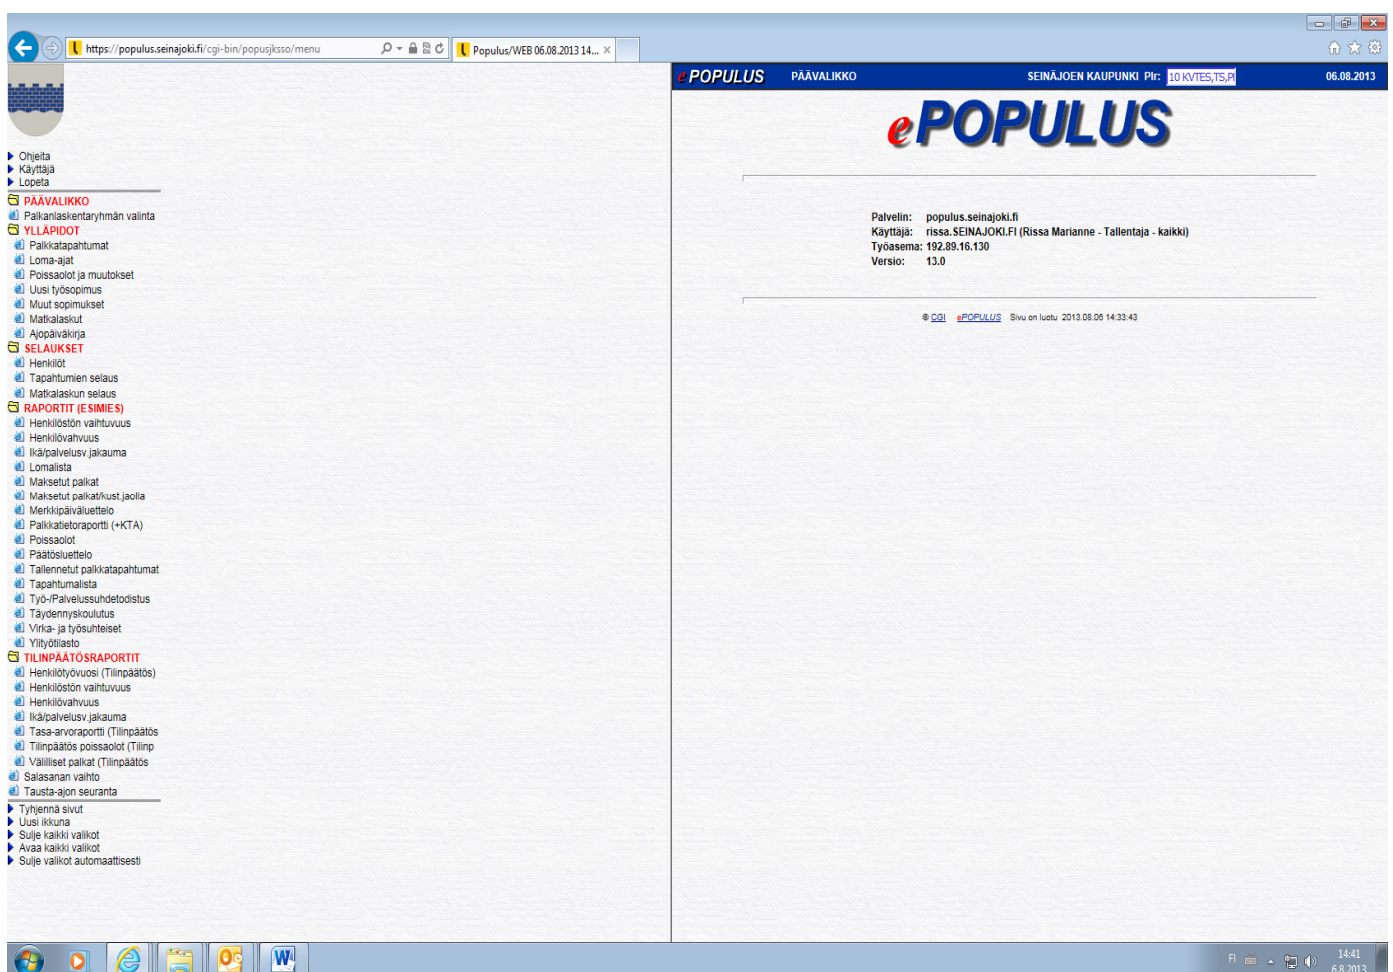 https://populus.seinajoki.fi/cgi-bin/popusjksso/menu
Populus/WEB 06.08.2013 14...
ePOPULUS PÄÄVALIKKO SEINÄJOEN KAUPUNKI Plr: 10 KVTES,TS,PI 06.08.2013
ePOPULUS
Ohjeita
Käyttäjä
Lopeta
PÄÄVALIKKO
Palkanlaskentaryhmän valinta
YLLÄPIDOT
Palkkatapahtumat
Loma-ajat
Poissaolot ja muutokset
Uusi työsopimus
Muut sopimukset
Matkalaskut
Ajopäiväkirja
SELAUKSET
Henkilöt
Tapahtumien selaus
Matkalaskun selaus
RAPORTIT (ESIMIES)
Henkilöstön vaihtuvuus
Henkilövahvuus
Ikä/palvelusv.jakauma
Lomalista
Maksetut palkat
Maksetut palkat/kust.jaolla
Merkkipäiväluettelo
Palkkatietoraportti (+KTA)
Poissaolot
Päätösluettelo
Tallennetut palkkatapahtumat
Tapahtumalista
Työ-/Palvelussuhdetodistus
Täydennyskoulutus
Virka- ja työsuhteiset
Ylityötilasto
TILINPÄÄTÖSRAPORTIT
Henkilötyövuosi (Tilinpäätös)
Henkilöstön vaihtuvuus
Henkilövahvuus
Ikä/palvelusv.jakauma
Tasa-arvoraportti (Tilinpäätös
Tilinpäätös poissaolot (Tilinp
Välilliset palkat (Tilinpäätös
Salasanan vaihto
Tausta-ajon seuranta
Tyhjennä sivut
Uusi ikkuna
Sulje kaikki valikot
Avaa kaikki valikot
Sulje valikot automaattisesti
Palvelin: populus.seinajoki.fi
Käyttäjä: rissa.SEINAJOKI.FI (Rissa Marianne - Tallentaja - kaikki)
Työasema: 192.89.16.130
Versio: 13.0
© CGI ePOPULUS Sivu on luotu 2013.08.06 14:33:43
FI 14:41
6.8.2013